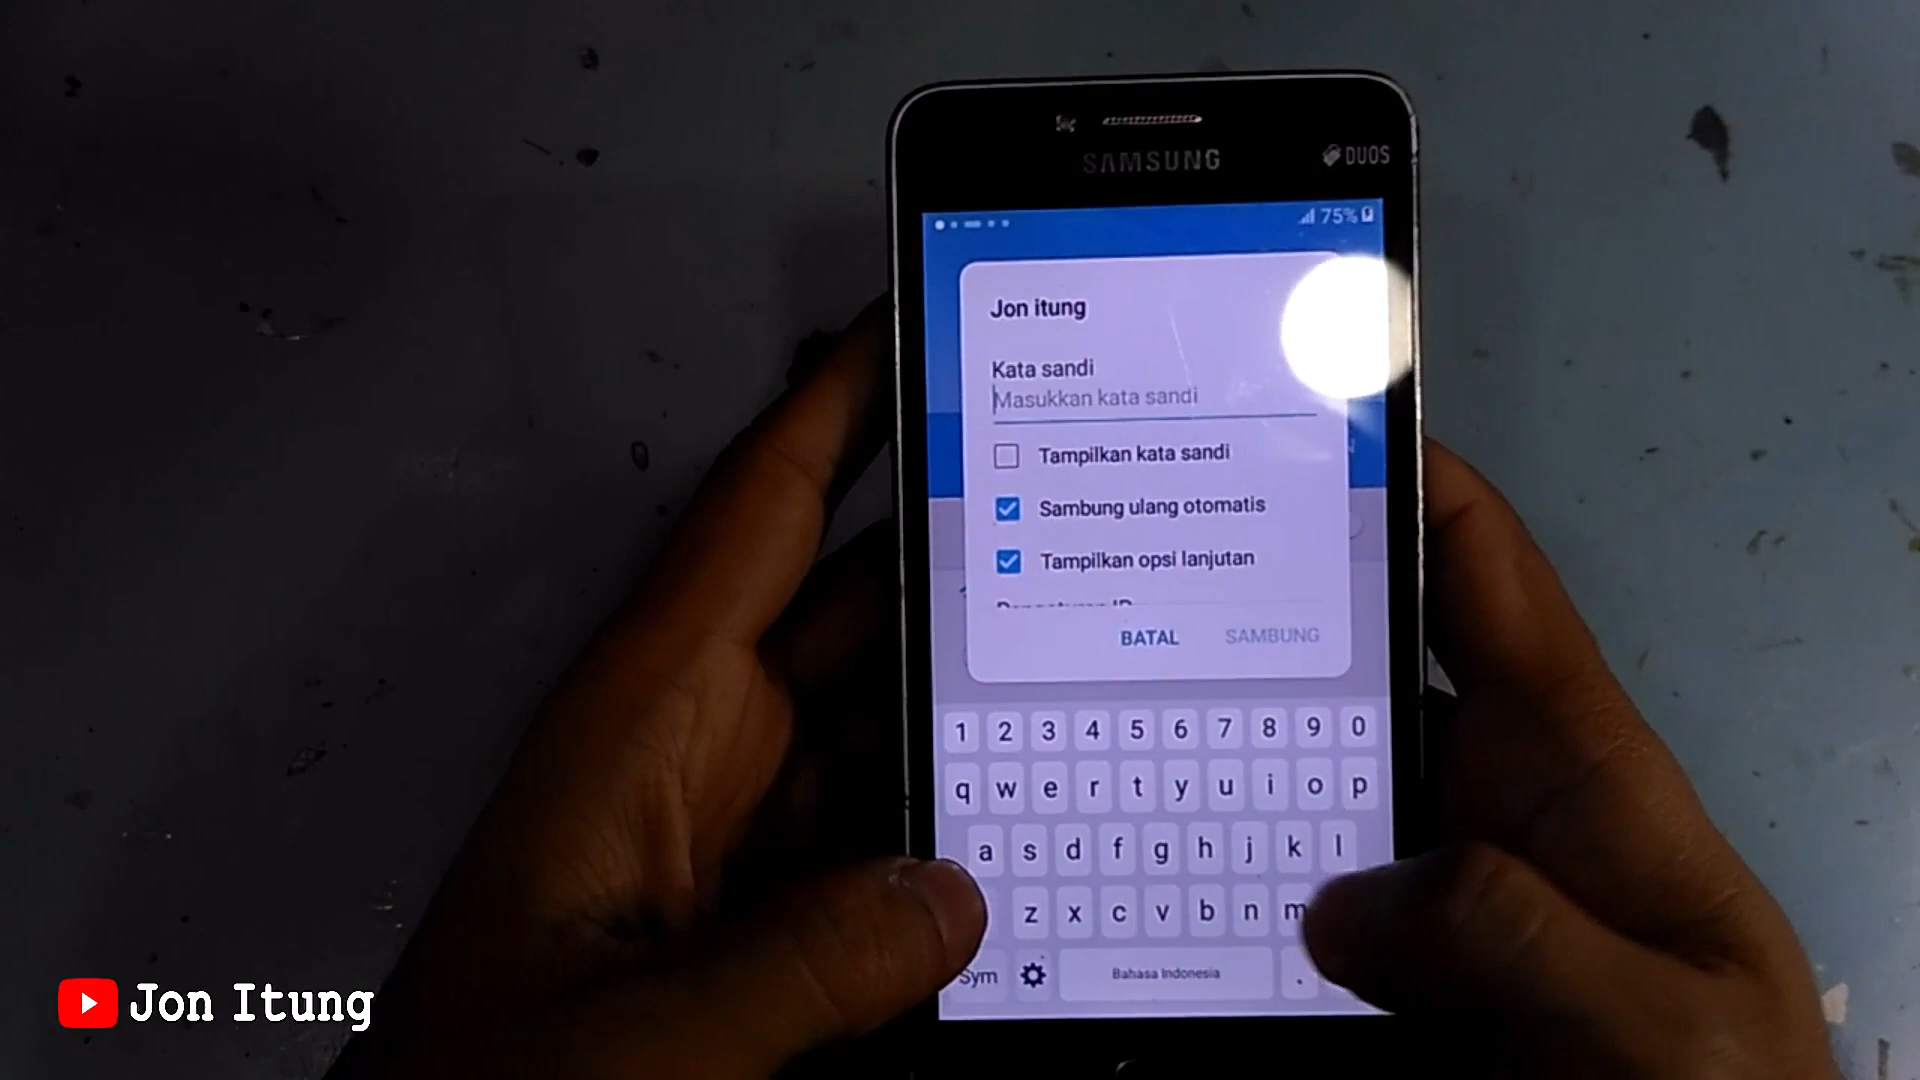 SAMSUNG
DUOS
75%
Jon itung
Kata sandi
Masukkan kata sandi
Tampilkan kata sandi
Sambung ulang otomatis
Tampilkan opsi lanjutan
BATAL SAMBUNG
1 2 3 4 5 6 7 8 9 0
q w e r t y u i o p
a s d f g h j k l
z x c v b n m
Sym Bahasa Indonesia .
Jon Itung